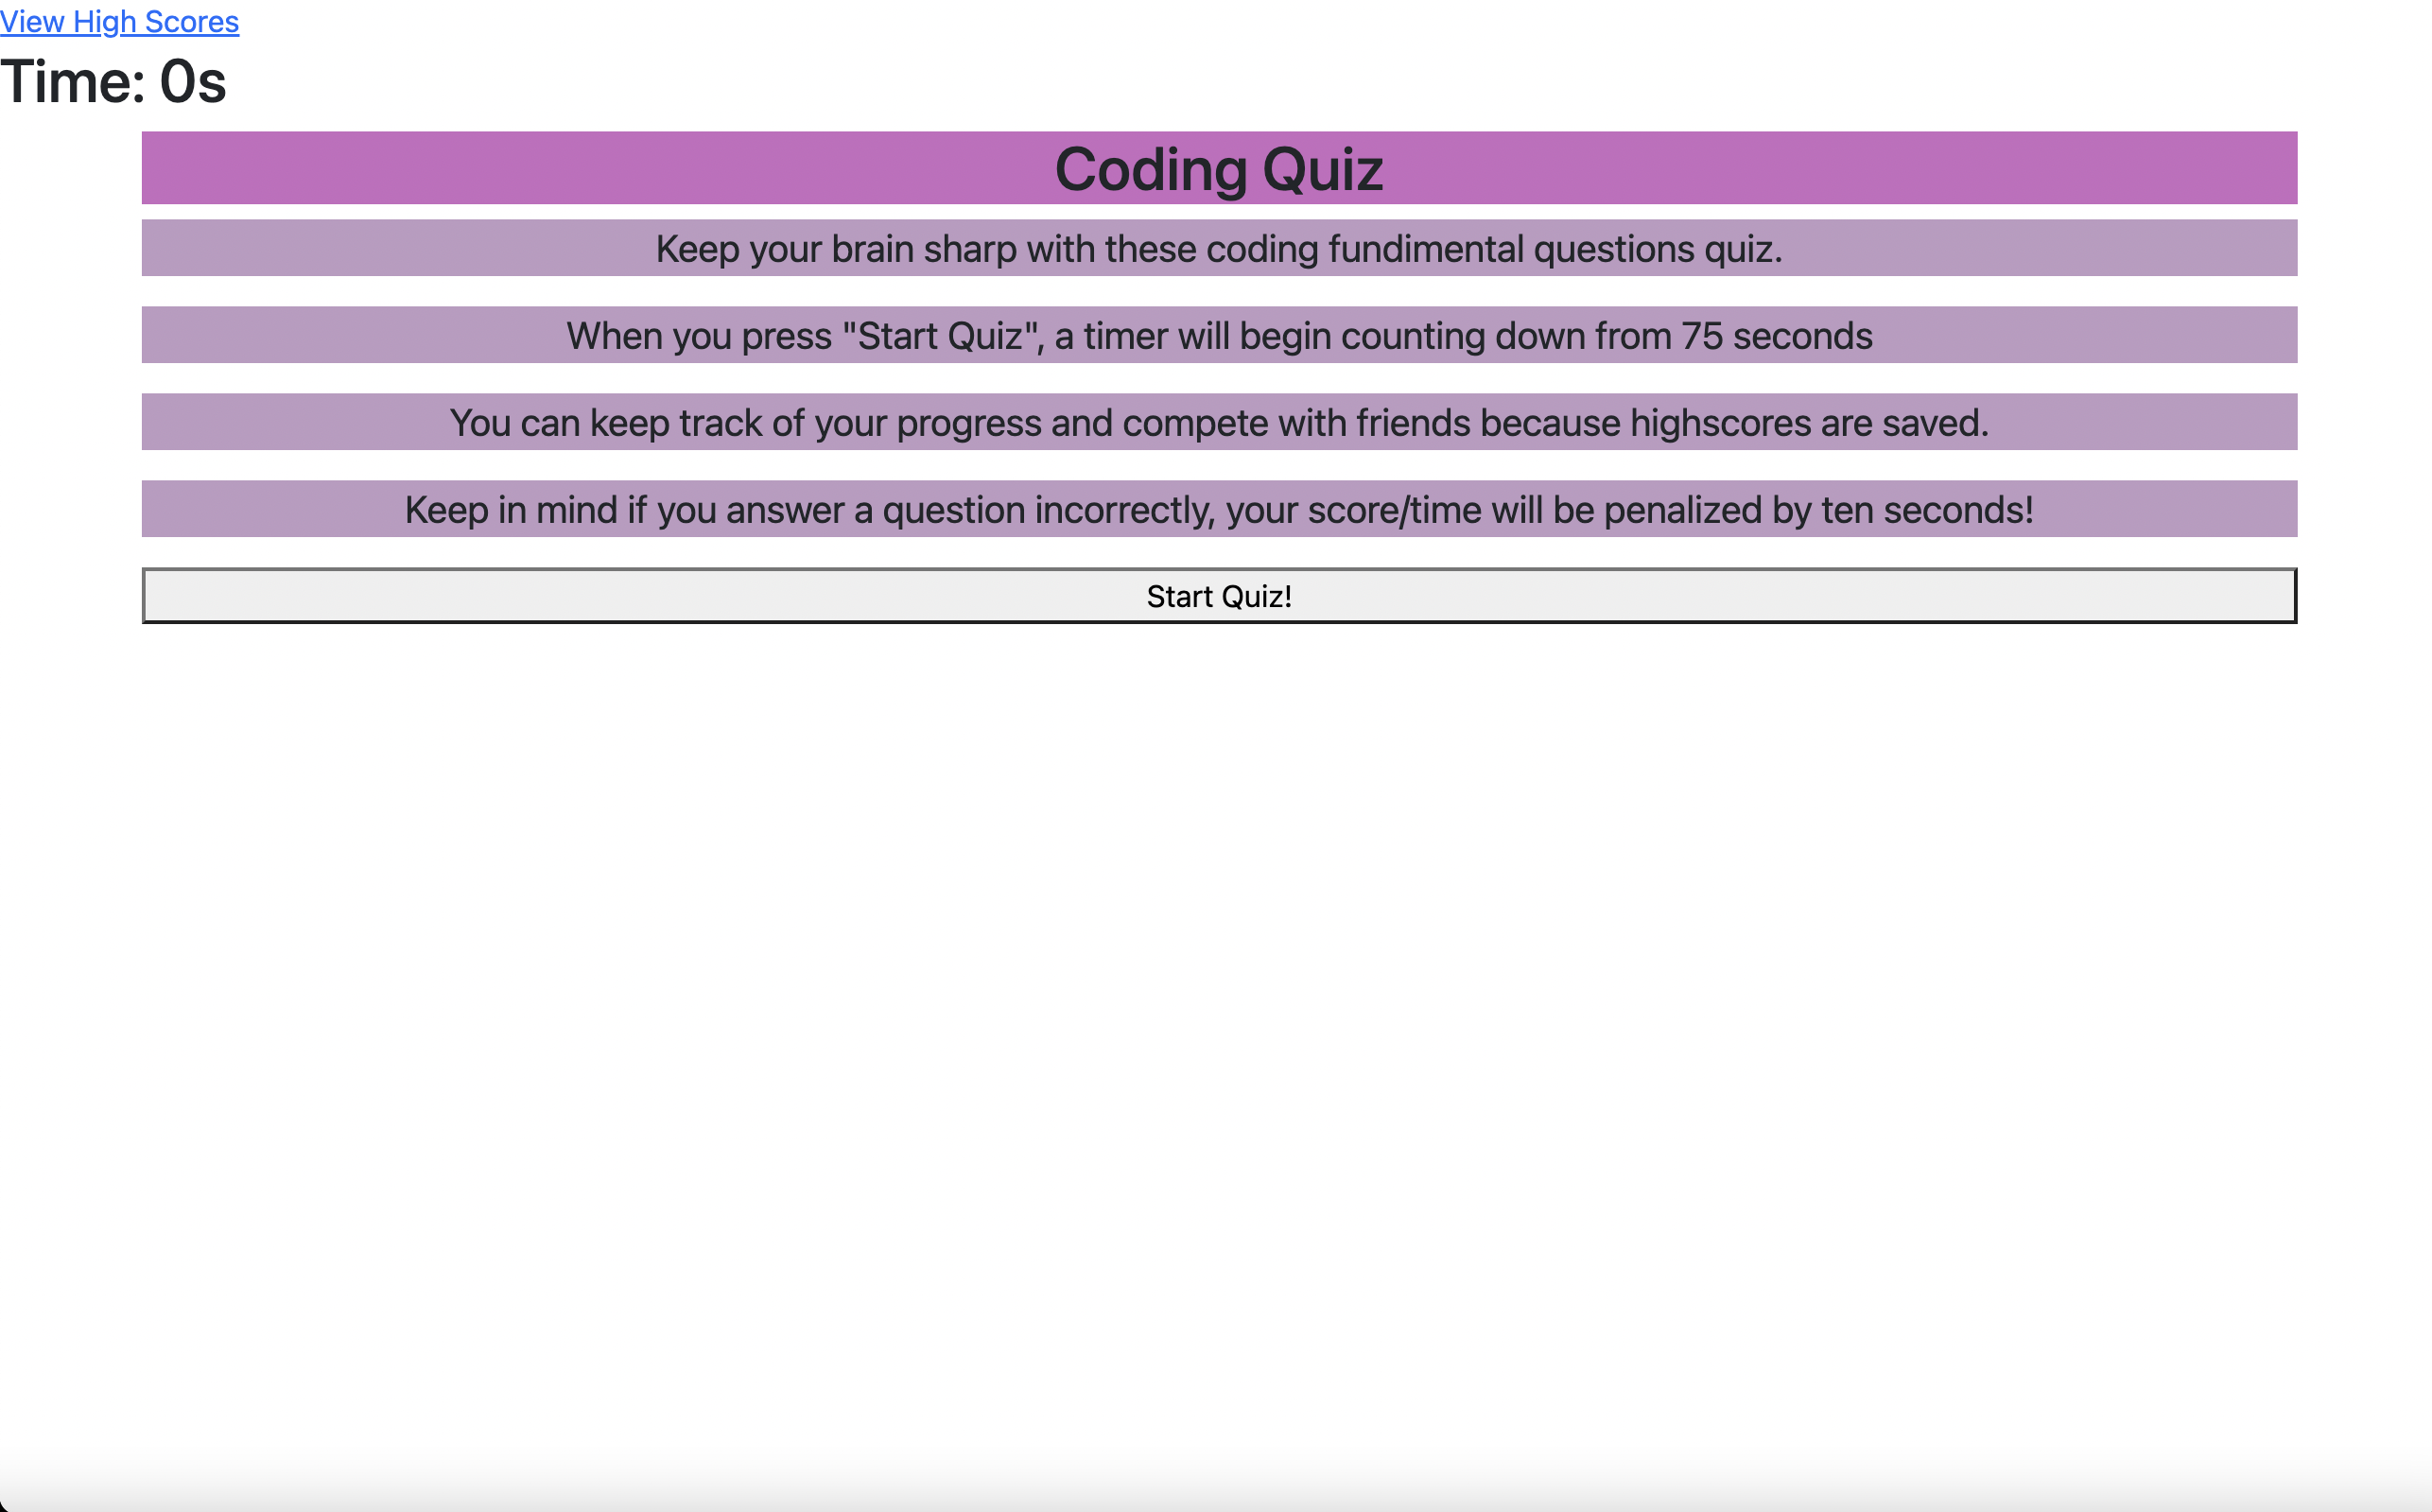 View High Scores
Time: 0s
Coding Quiz
Keep your brain sharp with these coding fundimental questions quiz.
When you press "Start Quiz", a timer will begin counting down from 75 seconds
You can keep track of your progress and compete with friends because highscores are saved.
Keep in mind if you answer a question incorrectly, your score/time will be penalized by ten seconds!
Start Quiz!